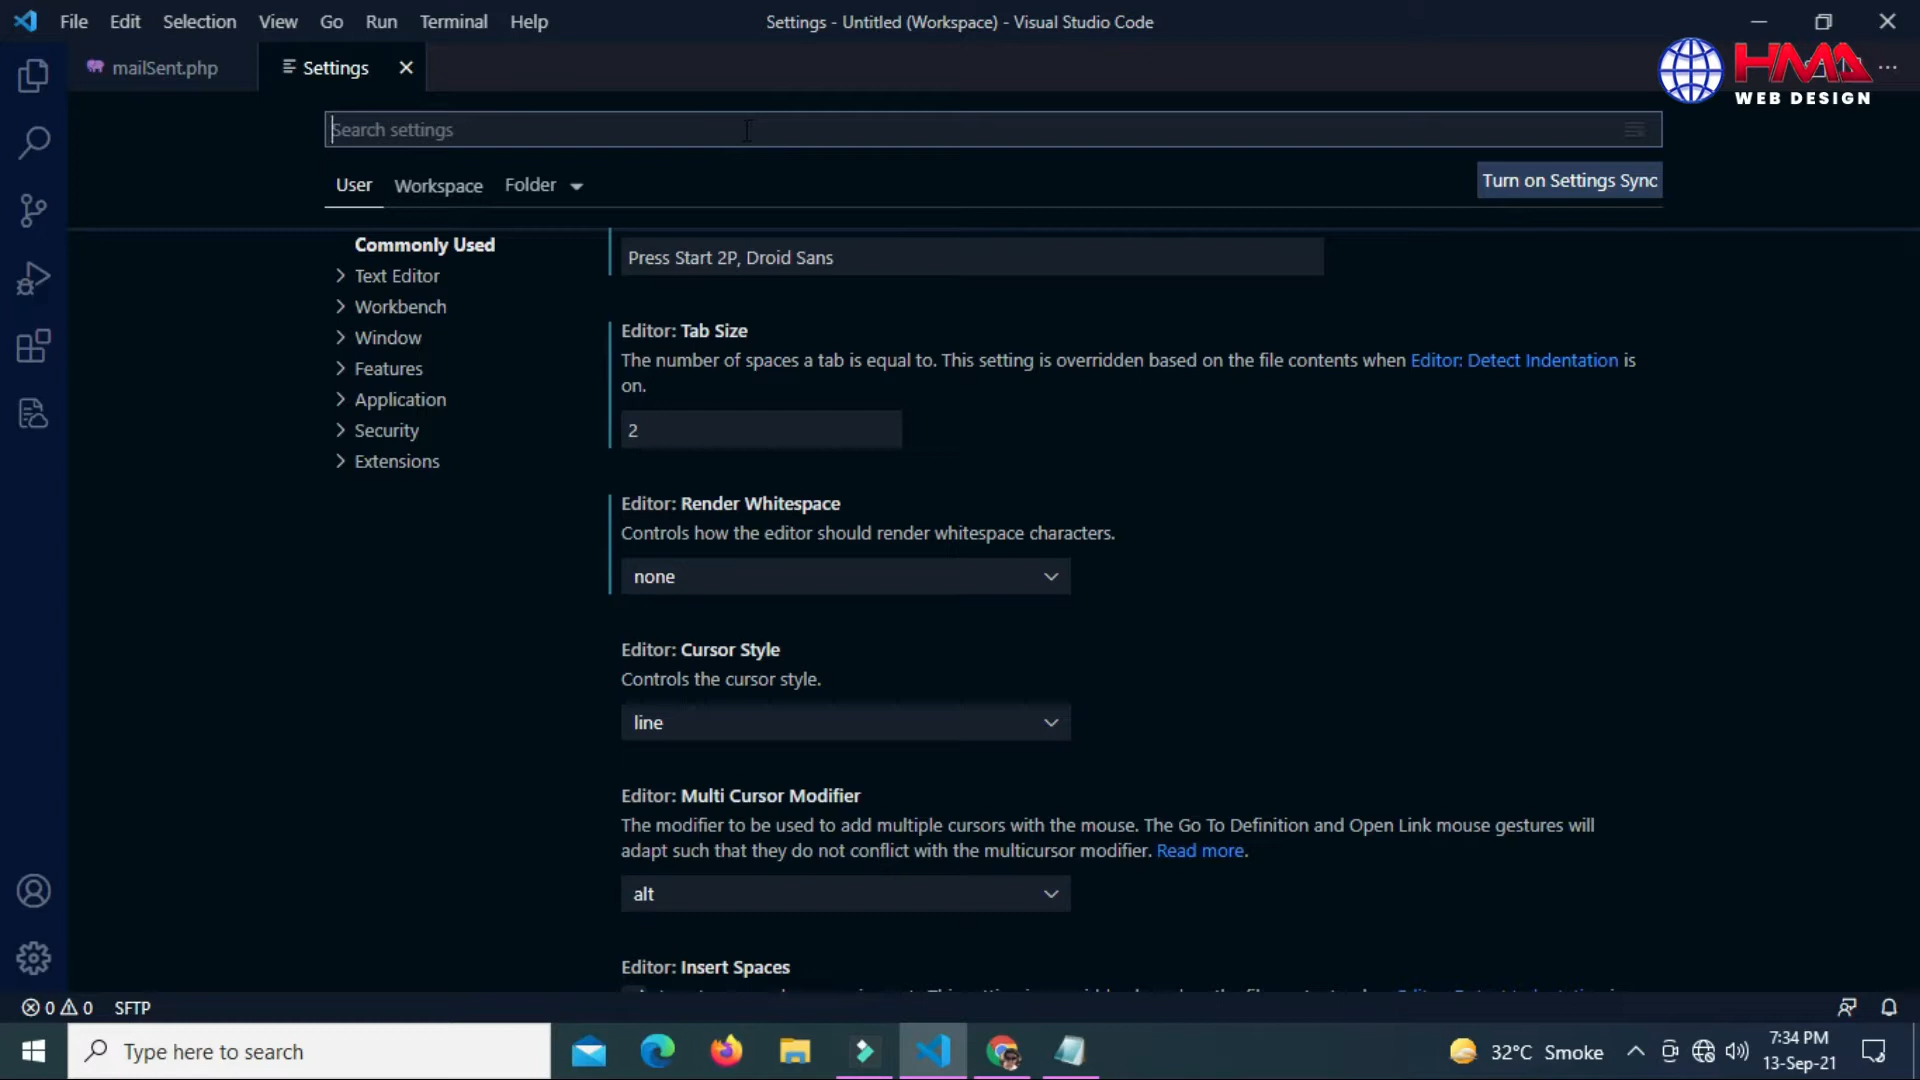 File Edit Selection View Go Run Terminal Help
Settings - Untitled (Workspace) - Visual Studio Code
mailSent.php
Settings
HMA
WEB DESIGN
Search settings
User Workspace Folder
Turn on Settings Sync
Commonly Used
Text Editor
Workbench
Window
Features
Application
Security
Extensions
Press Start 2P, Droid Sans
Editor: Tab Size
The number of spaces a tab is equal to. This setting is overridden based on the file contents when Editor: Detect Indentation is
on.
2
Editor: Render Whitespace
Controls how the editor should render whitespace characters.
none
Editor: Cursor Style
Controls the cursor style.
line
Editor: Multi Cursor Modifier
The modifier to be used to add multiple cursors with the mouse. The Go To Definition and Open Link mouse gestures will
adapt such that they do not conflict with the multicursor modifier. Read more.
alt
Editor: Insert Spaces
0 0 SFTP
Type here to search
32°C Smoke
7:34 PM
13-Sep-21